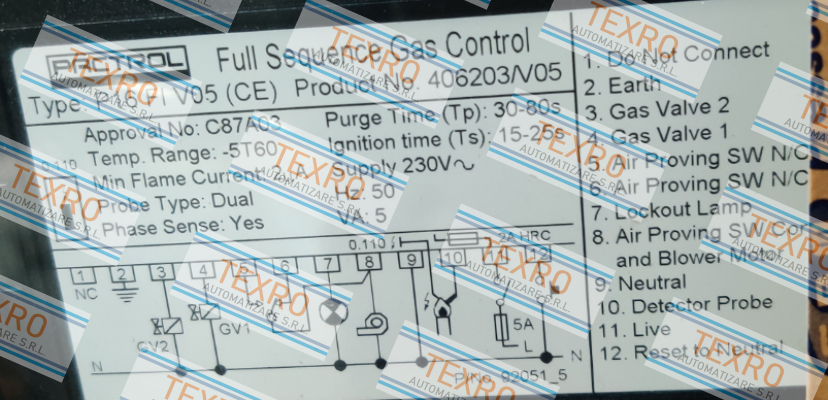 PACTROL
Full Sequence Gas Control
Type: P 16 V05 (CE) Product No. 406203/V05
Approval No: C87A03
Temp. Range: -5T60
Min Flame Current: A
Probe Type: Dual
Phase Sense: Yes
Purge Time (Tp): 30-80s
Ignition time (Ts): 15-25s
Supply 230V~
Hz: 50
VA: 5
0.110
0.110 L 2A HRC
1 2 3 4 5 6 7 8 9 10 11 12
NC
GV2
GV1
5A
L
N
N
P/No. 92051_5
1. Do Not Connect
2. Earth
3. Gas Valve 2
4. Gas Valve 1
5. Air Proving SW N/C
6. Air Proving SW N/C
7. Lockout Lamp
8. Air Proving SW Com
and Blower Motor
9. Neutral
10. Detector Probe
11. Live
12. Reset to Neutral
TEXRO
AUTOMATIZARE S.R.L.